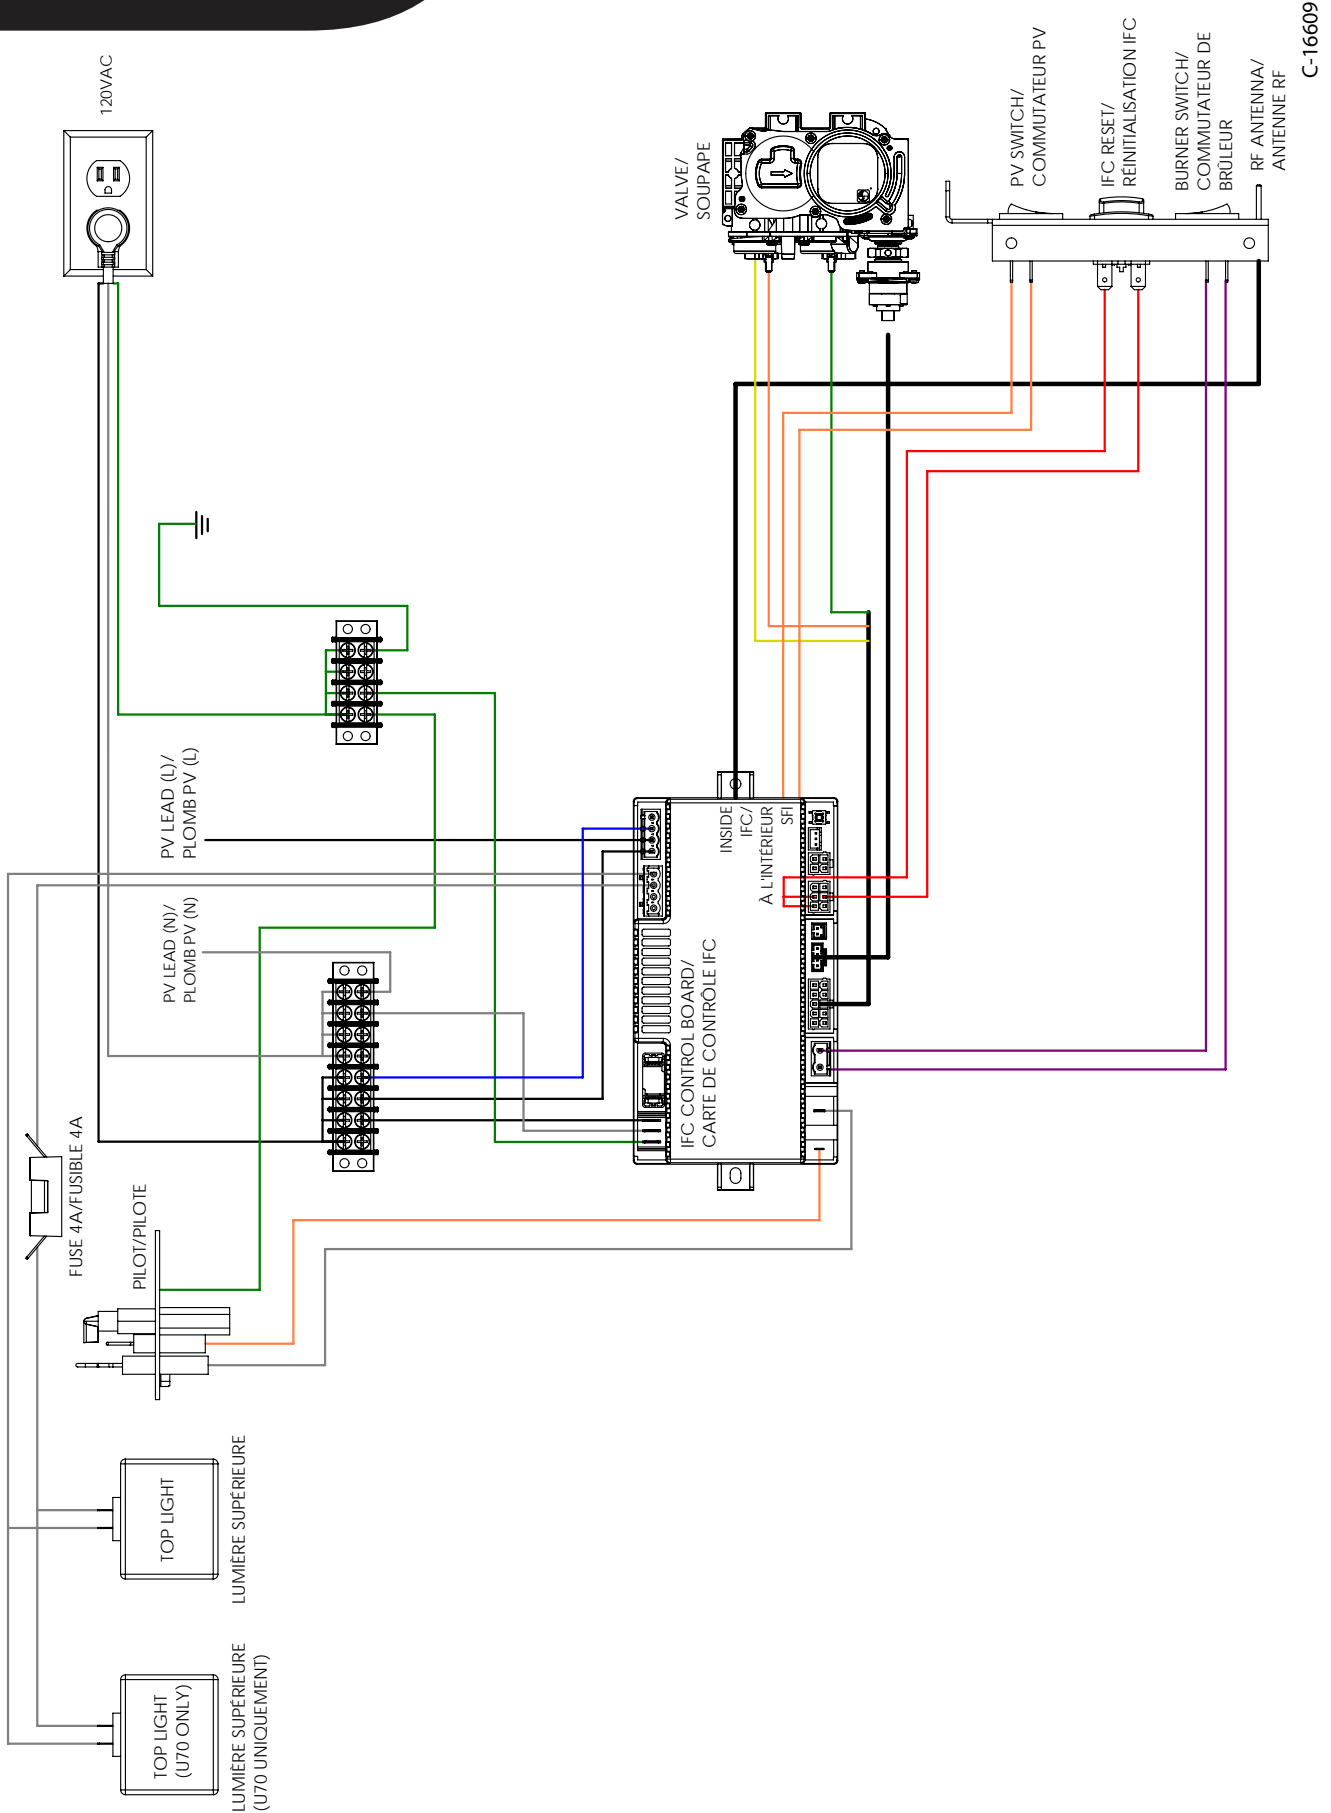 120VAC
VALVE/
SOUPAPE
PV SWITCH/
COMMUTATEUR PV
IFC RESET/
RÉINITIALISATION IFC
BURNER SWITCH/
COMMUTATEUR DE
BRÛLEUR
RF ANTENNA/
ANTENNE RF
C-16609
PV LEAD (L)/
PLOMB PV (L)
PV LEAD (N)/
PLOMB PV (N)
INSIDE
IFC/
À L'INTÉRIEUR
SFI
IFC CONTROL BOARD/
CARTE DE CONTRÔLE IFC
FUSE 4A/FUSIBLE 4A
PILOT/PILOTE
TOP LIGHT
LUMIÈRE SUPÉRIEURE
TOP LIGHT
(U70 ONLY)
LUMIÈRE SUPÉRIEURE
(U70 UNIQUEMENT)